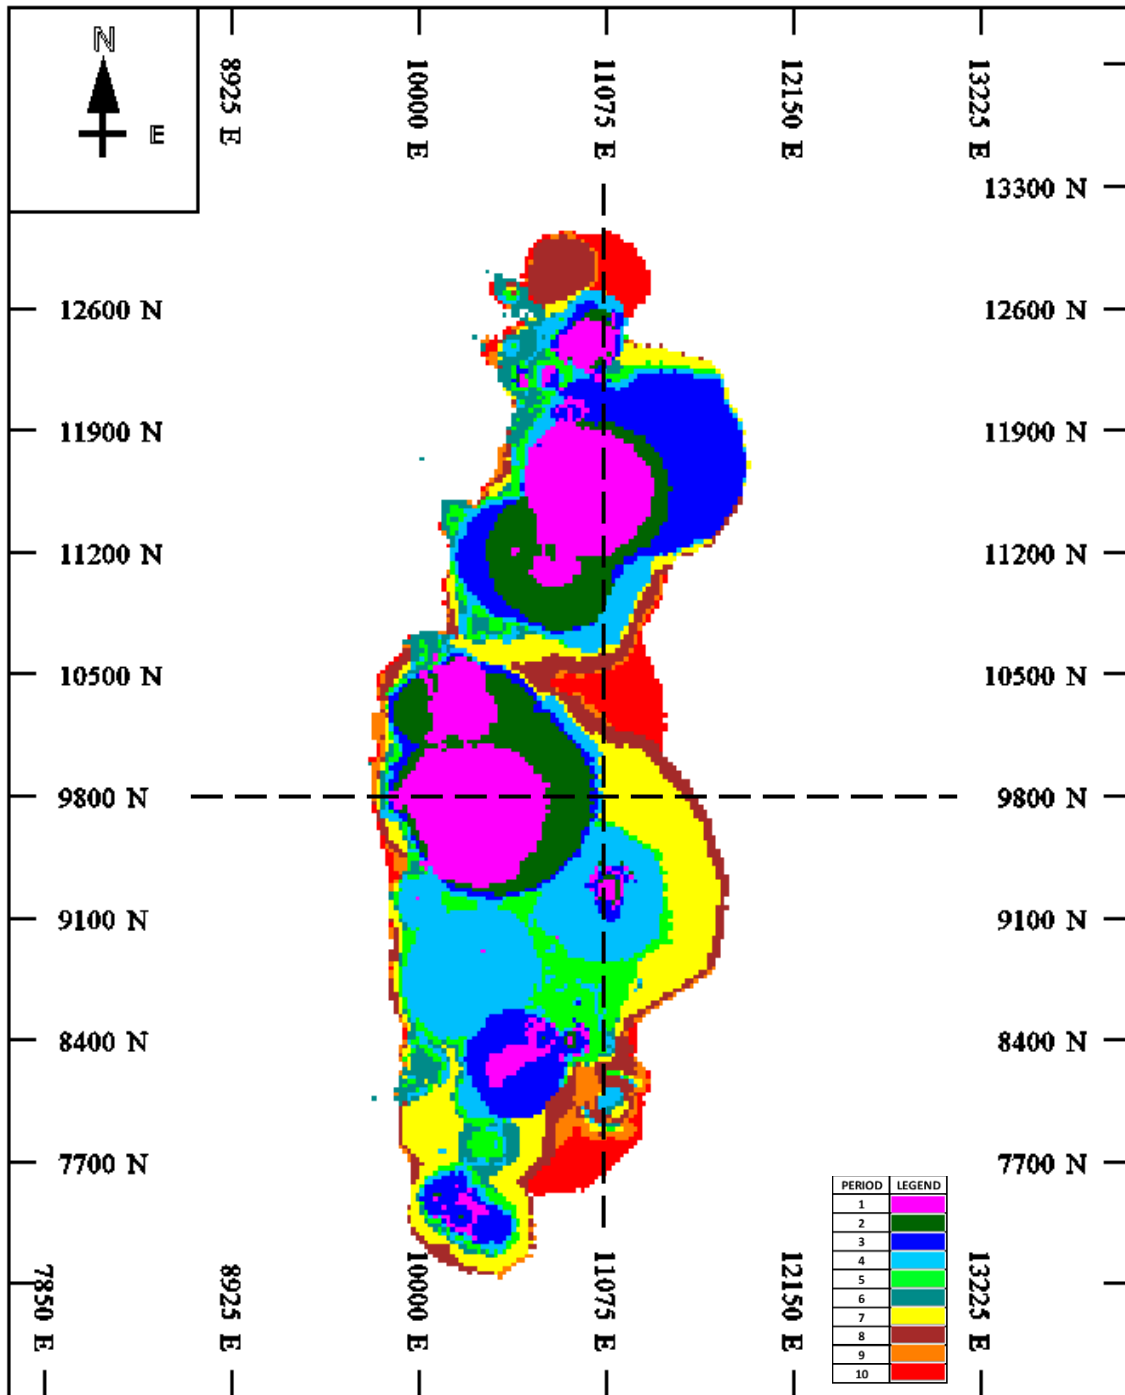 N
E
8925 E
10000 E
11075 E
12150 E
13225 E
13300 N
12600 N
12600 N
11900 N
11900 N
11200 N
11200 N
10500 N
10500 N
9800 N
9800 N
9100 N
9100 N
8400 N
8400 N
7700 N
7700 N
PERIOD LEGEND
1
2
3
4
5
6
7
8
9
10
7850 E
8925 E
10000 E
11075 E
12150 E
13225 E